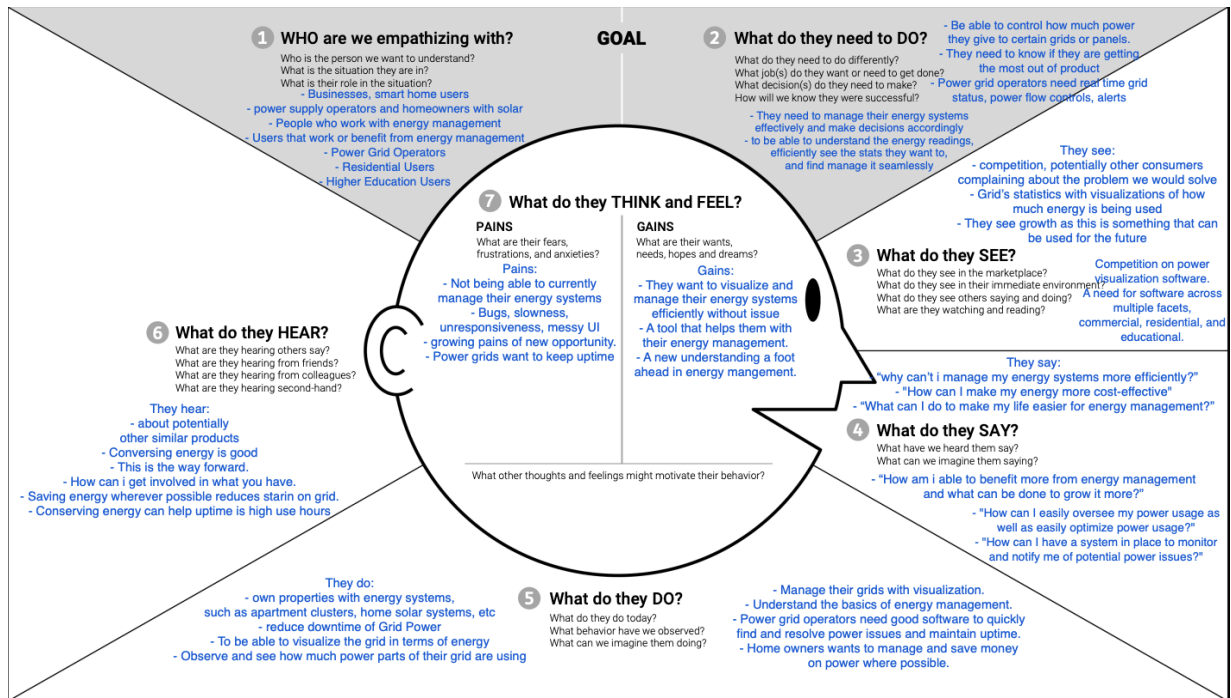 1 WHO are we empathizing with?
Who is the person we want to understand?
What is the situation they are in?
What is their role in the situation?
- Businesses, smart home users
- power supply operators and homeowners with solar
- People who work with energy management
- Users that work or benefit from energy management
- Power Grid Operators
- Residential Users
- Higher Education Users
GOAL
2 What do they need to DO?
What do they need to do differently?
What job(s) do they want or need to get done?
What decision(s) do they need to make?
How will we know they were successful?
- They need to manage their energy systems
effectively and make decisions accordingly
- to be able to understand the energy readings,
efficiently see the stats they want to,
and find manage it seamlessly
- Be able to control how much power
they give to certain grids or panels.
- They need to know if they are getting
the most out of product
- Power grid operators need real time grid
status, power flow controls, alerts
They see:
- competition, potentially other consumers
complaining about the problem we would solve
- Grid's statistics with visualizations of how
much energy is being used
- They see growth as this is something that can
be used for the future
3 What do they SEE?
What do they see in the marketplace?
What do they see in their immediate environment?
What do they see others saying and doing?
What are they watching and reading?
Competition on power
visualization software.
A need for software across
multiple facets,
commercial, residential, and
educational.
They say:
"why can't i manage my energy systems more efficiently?"
- "How can I make my energy more cost-effective"
- "What can I do to make my life easier for energy management?"
4 What do they SAY?
What have we heard them say?
What can we imagine them saying?
- "How am i able to benefit more from energy management
and what can be done to grow it more?"
- "How can I easily oversee my power usage as
well as easily optimize power usage?"
- "How can I have a system in place to monitor
and notify me of potential power issues?"
5 What do they DO?
What do they do today?
What behavior have we observed?
What can we imagine them doing?
They do:
- own properties with energy systems,
such as apartment clusters, home solar systems, etc
- reduce downtime of Grid Power
- To be able to visualize the grid in terms of energy
- Observe and see how much power parts of their grid are using
- Manage their grids with visualization.
- Understand the basics of energy management.
- Power grid operators need good software to quickly
find and resolve power issues and maintain uptime.
- Home owners wants to manage and save money
on power where possible.
6 What do they HEAR?
What are they hearing others say?
What are they hearing from friends?
What are they hearing from colleagues?
What are they hearing second-hand?
They hear:
- about potentially
other similar products
- Conversing energy is good
- This is the way forward.
- How can i get involved in what you have.
- Saving energy wherever possible reduces starin on grid.
- Conserving energy can help uptime is high use hours
7 What do they THINK and FEEL?
PAINS
What are their fears,
frustrations, and anxieties?
Pains:
- Not being able to currently
manage their energy systems
- Bugs, slowness,
unresponsiveness, messy UI
- growing pains of new opportunity.
- Power grids want to keep uptime
GAINS
What are their wants,
needs, hopes and dreams?
Gains:
- They want to visualize and
manage their energy systems
efficiently without issue
- A tool that helps them with
their energy management.
- A new understanding a foot
ahead in energy mengement.
What other thoughts and feelings might motivate their behavior?